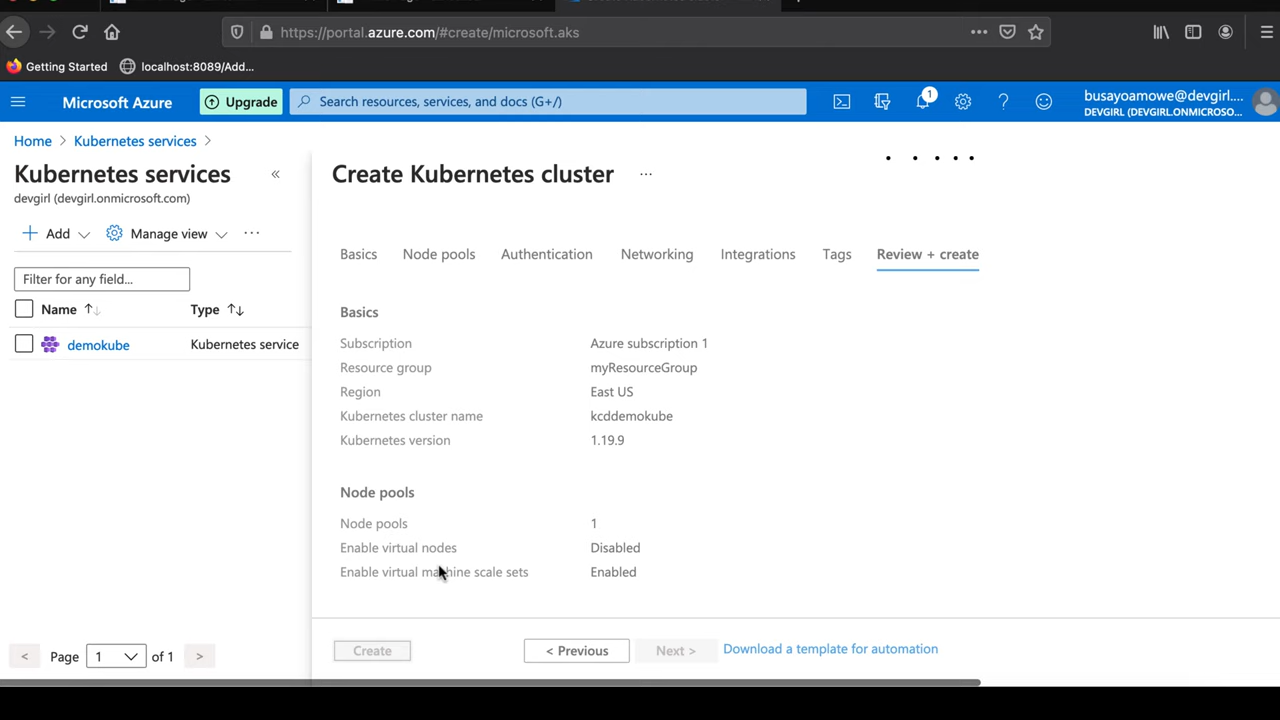 https://portal.azure.com/#create/microsoft.aks
Getting Started localhost:8089/Add...
Microsoft Azure Upgrade Search resources, services, and docs (G+/) 1 busayoamowe@devgirl....
DEVGIRL (DEVGIRL.ONMICROSO...
Home > Kubernetes services >
Kubernetes services «
devgirl (devgirl.onmicrosoft.com)
+ Add Manage view ...
Filter for any field...
Name ↑↓ Type ↑↓
demokube Kubernetes service
< Page 1 of 1 >
Create Kubernetes cluster ...
Basics Node pools Authentication Networking Integrations Tags Review + create
Basics
Subscription Azure subscription 1
Resource group myResourceGroup
Region East US
Kubernetes cluster name kcddemokube
Kubernetes version 1.19.9
Node pools
Node pools 1
Enable virtual nodes Disabled
Enable virtual machine scale sets Enabled
Create < Previous Next > Download a template for automation